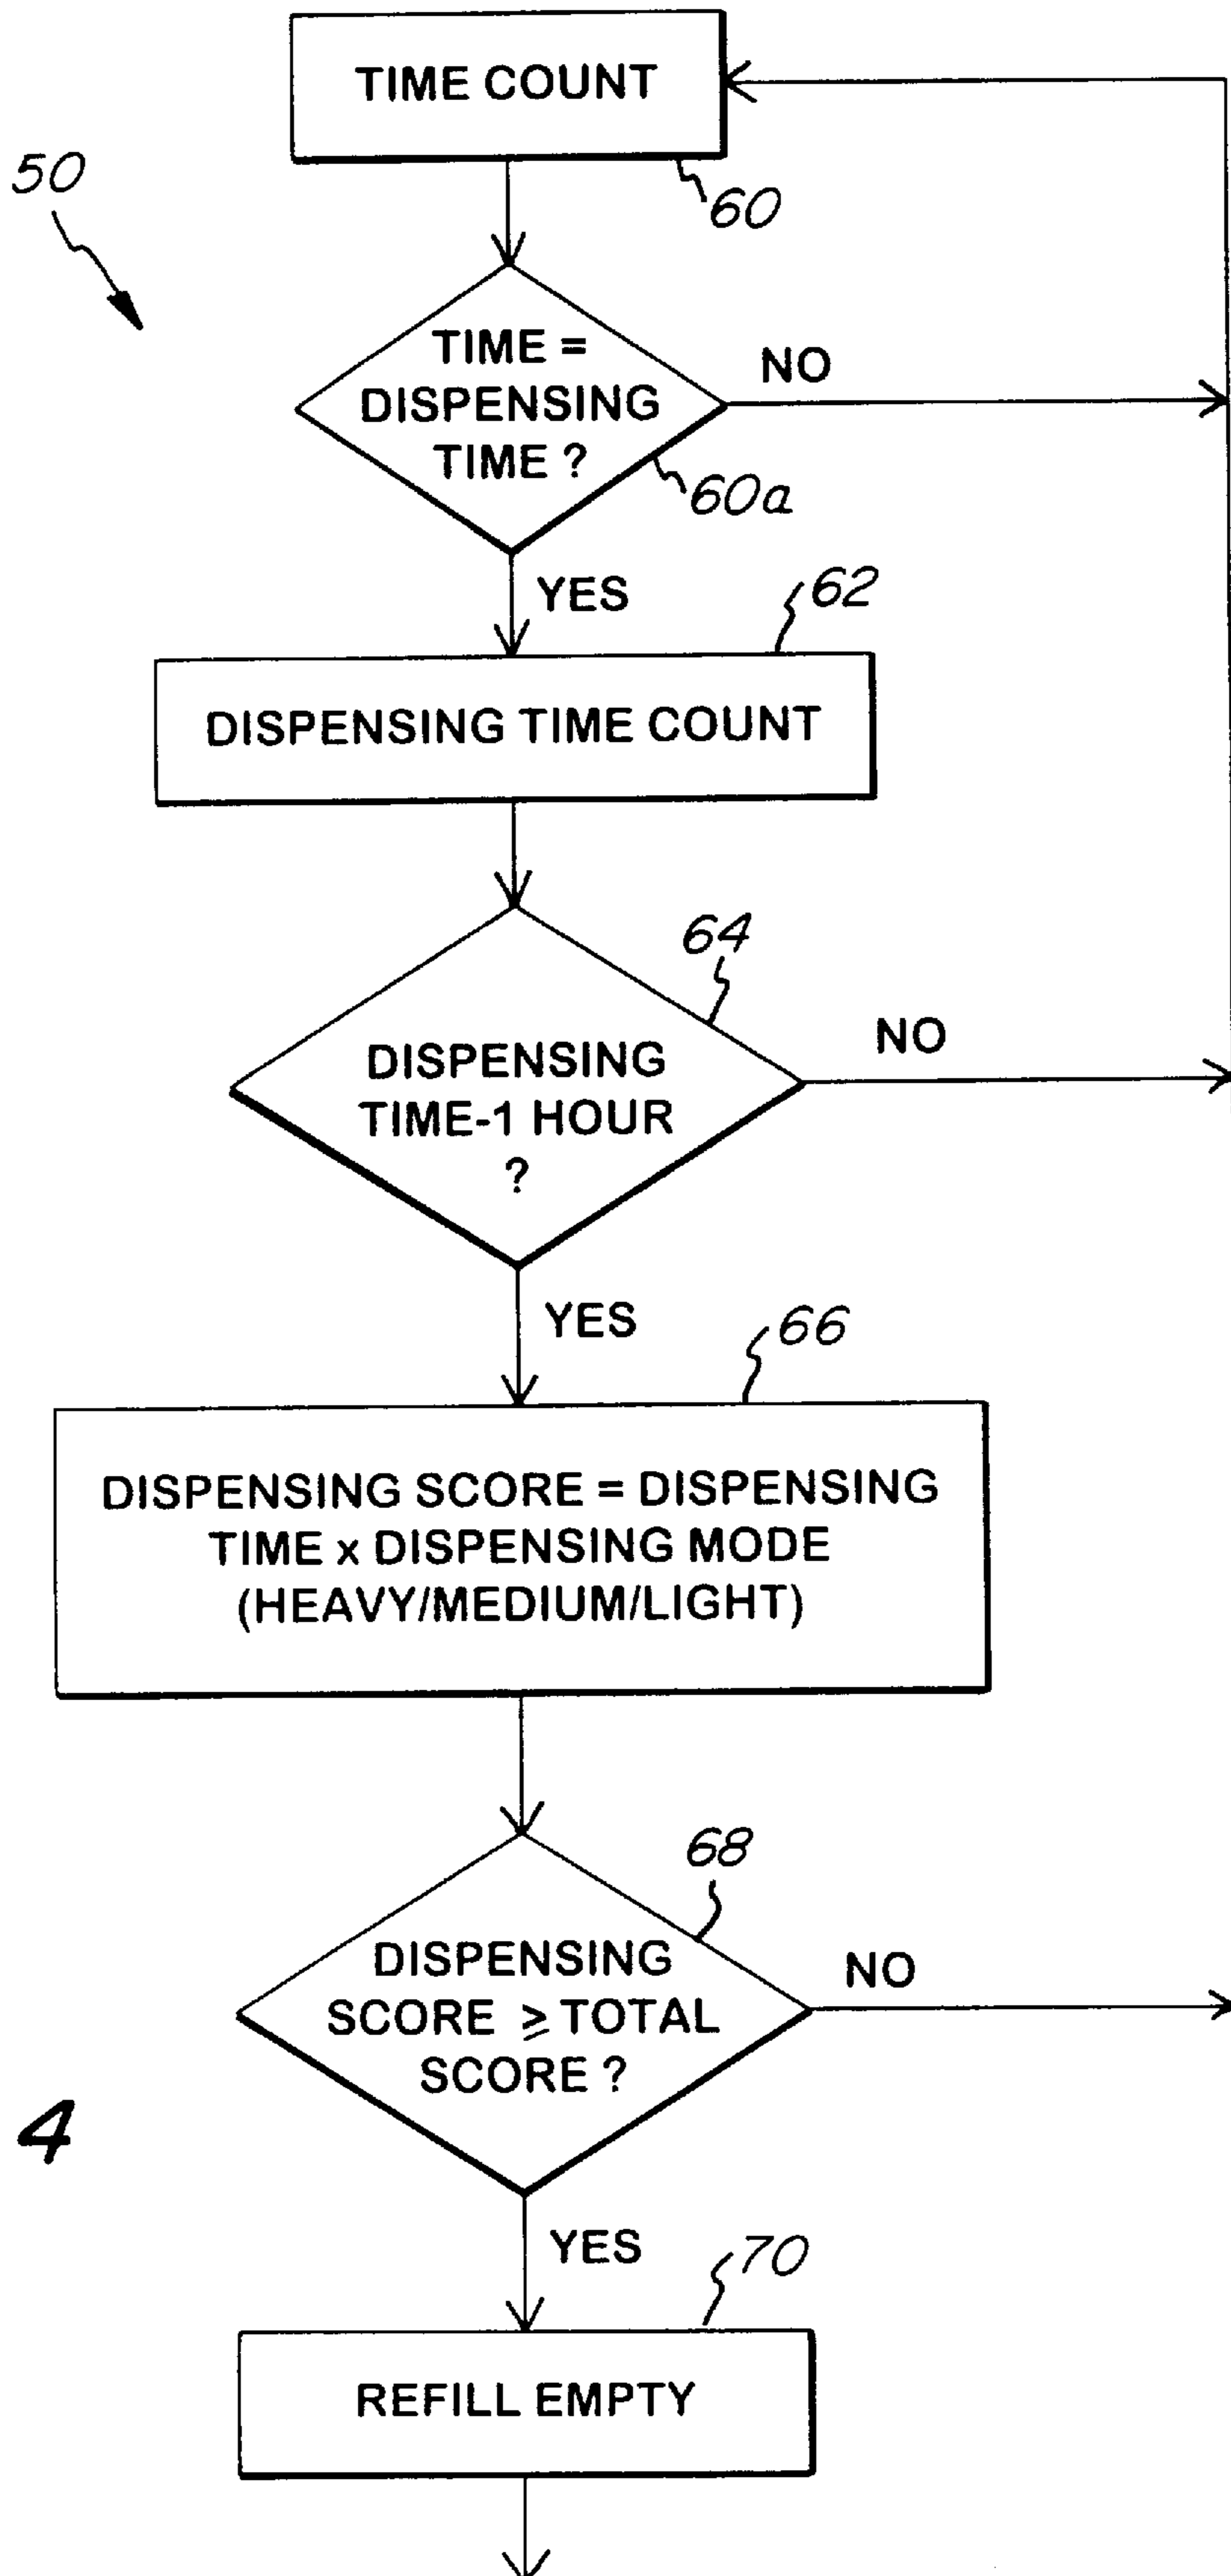 TIME COUNT
50
60
TIME =
DISPENSING
TIME ?
NO
60a
YES
62
DISPENSING TIME COUNT
64
DISPENSING
TIME-1 HOUR
?
NO
YES
66
DISPENSING SCORE = DISPENSING
TIME x DISPENSING MODE
(HEAVY/MEDIUM/LIGHT)
68
DISPENSING
SCORE ≥ TOTAL
SCORE ?
NO
4
YES
70
REFILL EMPTY